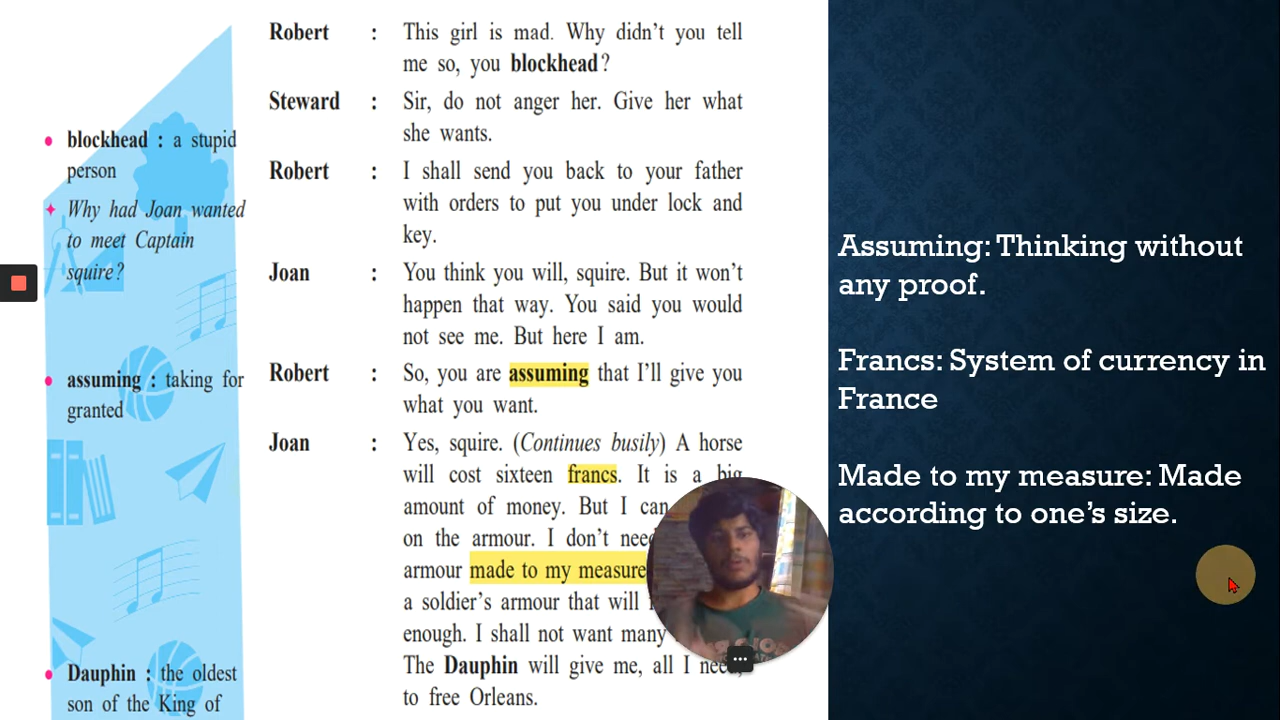 Robert : This girl is mad. Why didn't you tell
me so, you blockhead?
Steward : Sir, do not anger her. Give her what
she wants.
Robert : I shall send you back to your father
with orders to put you under lock and
key.
Joan : You think you will, squire. But it won't
happen that way. You said you would
not see me. But here I am.
Robert : So, you are assuming that I'll give you
what you want.
Joan : Yes, squire. (Continues busily) A horse
will cost sixteen francs. It is a big
amount of money. But I can
on the armour. I don't need
armour made to my measure
a soldier's armour that will
enough. I shall not want many
The Dauphin will give me, all I need,
to free Orleans.
• blockhead : a stupid
person
Why had Joan wanted
to meet Captain
squire?
• assuming : taking for
granted
• Dauphin : the oldest
son of the King of
Assuming: Thinking without
any proof.
Francs: System of currency in
France
Made to my measure: Made
according to one's size.